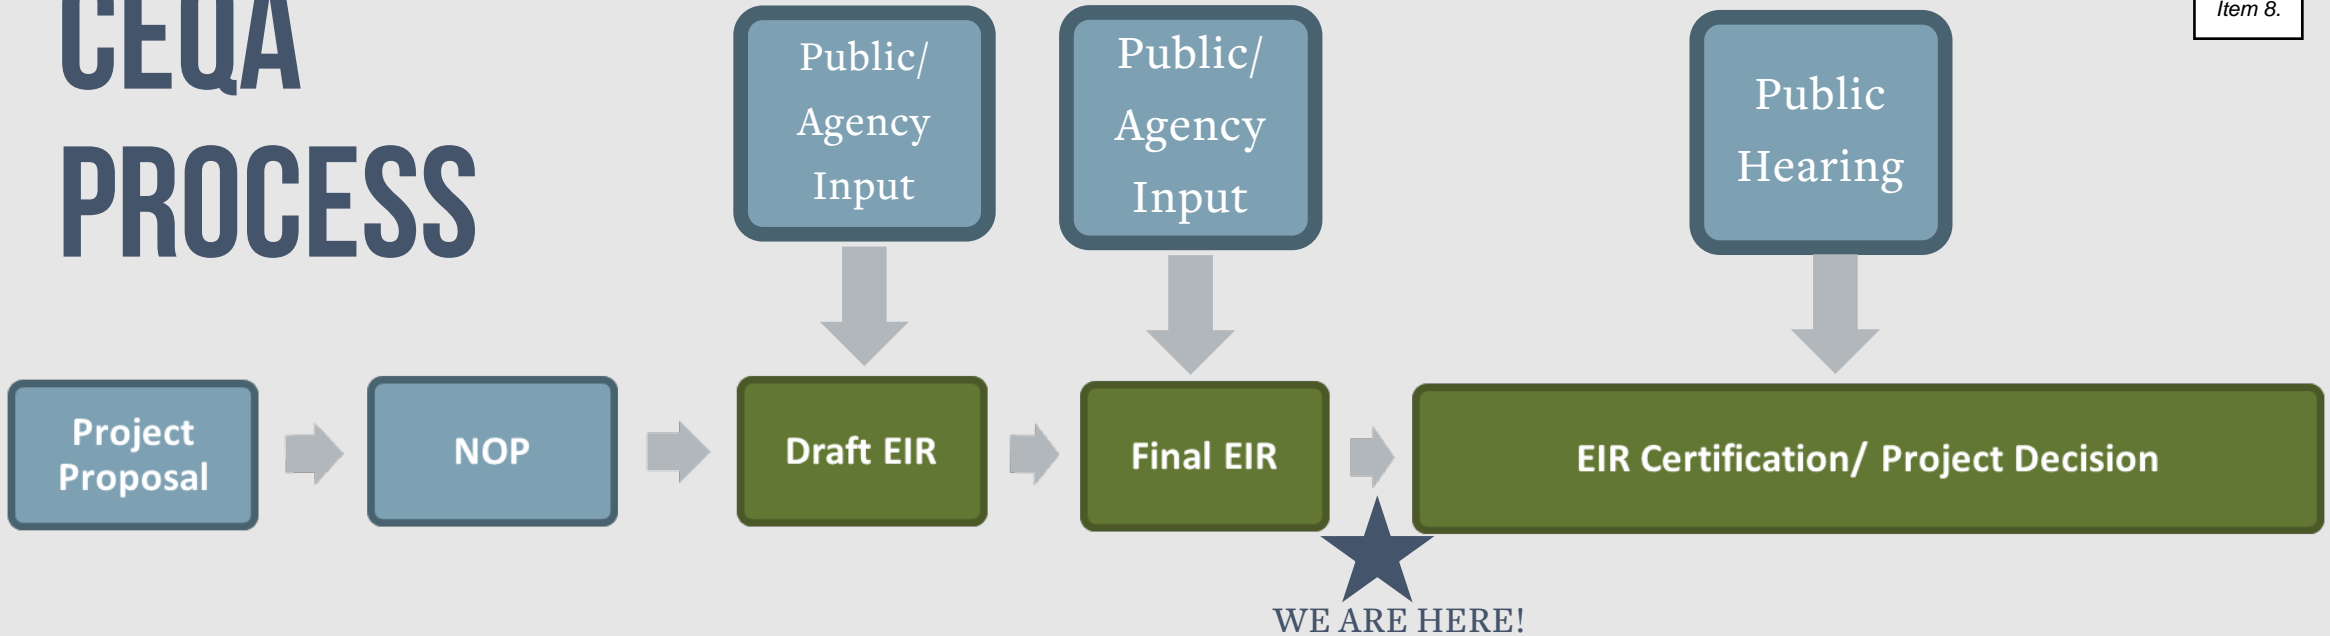 CEQA
PROCESS
Item 8.
Public/
Agency
Input
Public/
Agency
Input
Public
Hearing
Project
Proposal
NOP
Draft EIR
Final EIR
EIR Certification/ Project Decision
WE ARE HERE!